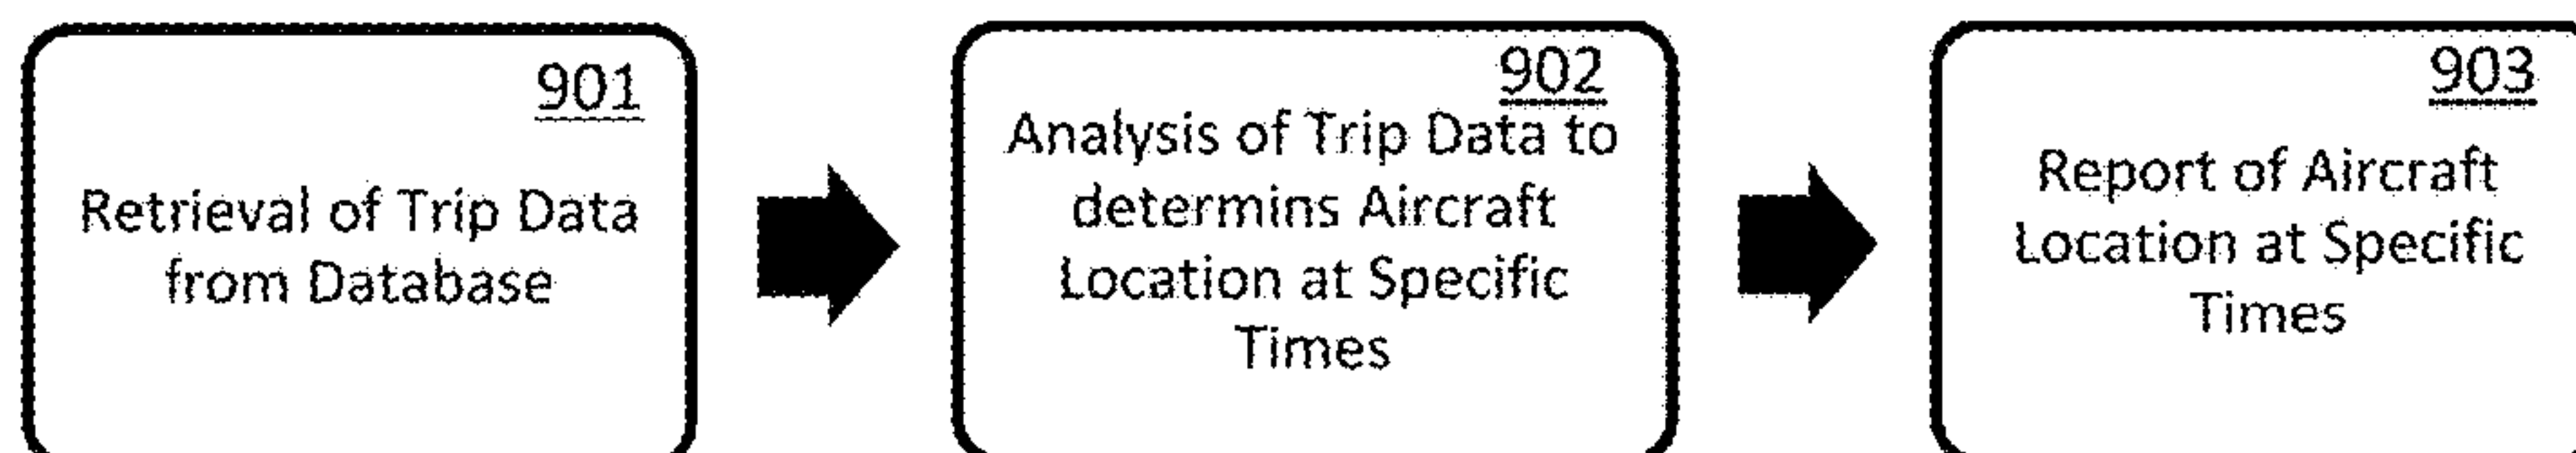 901
Retrieval of Trip Data
from Database
902
Analysis of Trip Data to
determins Aircraft
Location at Specific
Times
903
Report of Aircraft
Location at Specific
Times